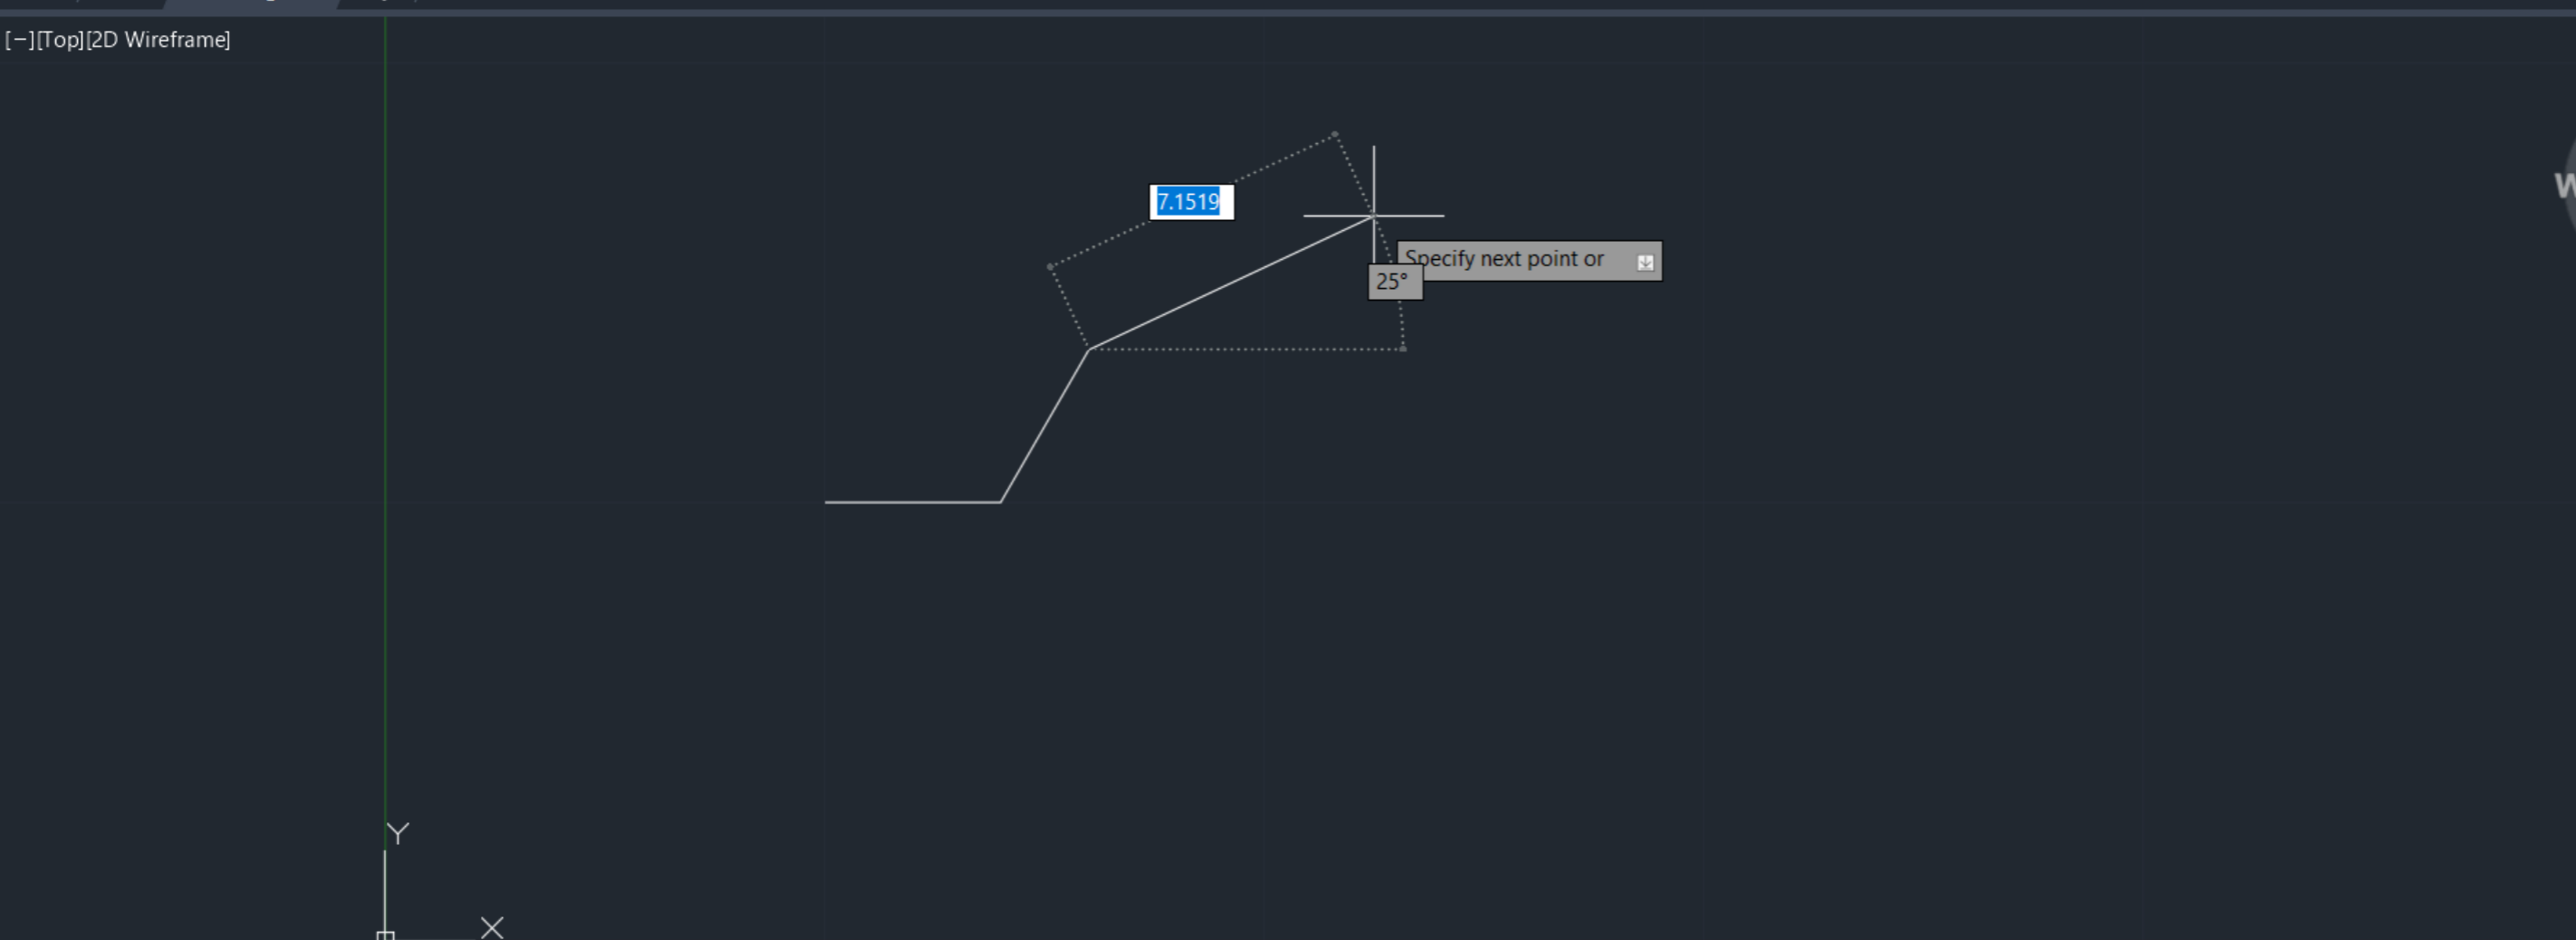 [−][Top][2D Wireframe]
W
7.1519
Specify next point or
25°
Y
X